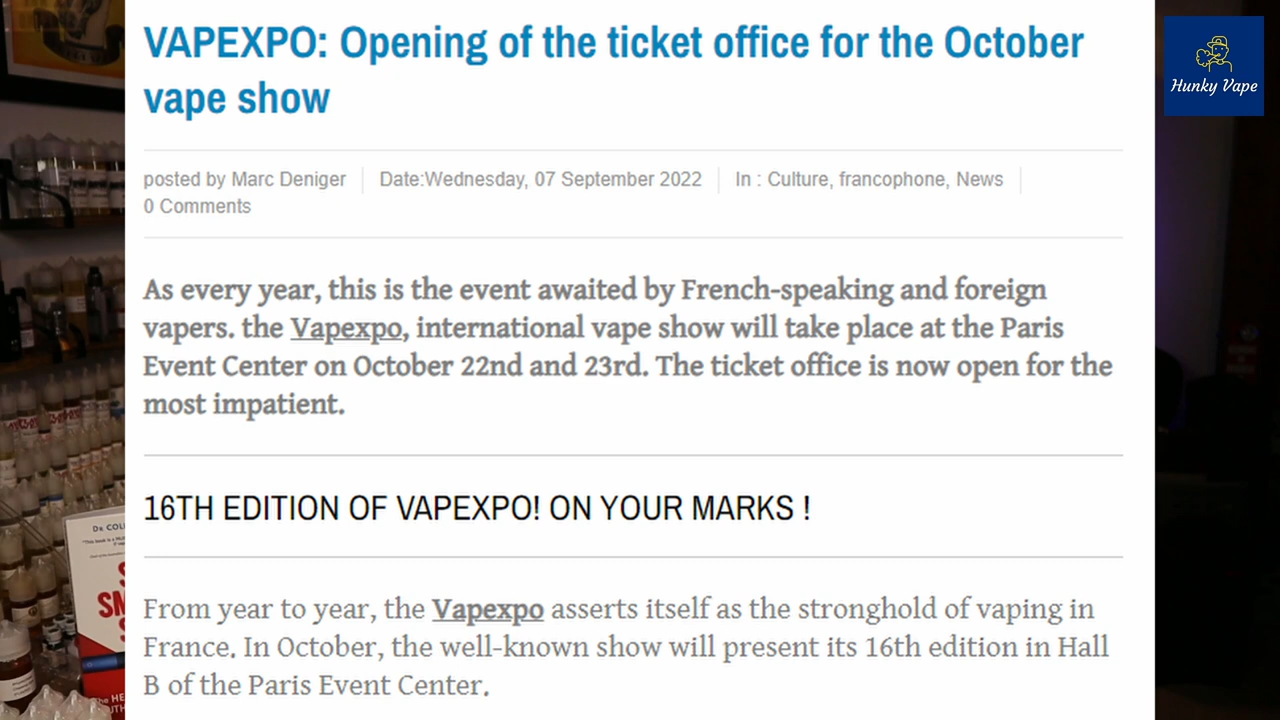 VAPEXPO: Opening of the ticket office for the October
vape show
posted by Marc Deniger
Date:Wednesday, 07 September 2022
In : Culture, francophone, News
0 Comments
As every year, this is the event awaited by French-speaking and foreign
vapers. the Vapexpo, international vape show will take place at the Paris
Event Center on October 22nd and 23rd. The ticket office is now open for the
most impatient.
16TH EDITION OF VAPEXPO! ON YOUR MARKS !
From year to year, the Vapexpo asserts itself as the stronghold of vaping in
France. In October, the well-known show will present its 16th edition in Hall
B of the Paris Event Center.
Hunky Vape